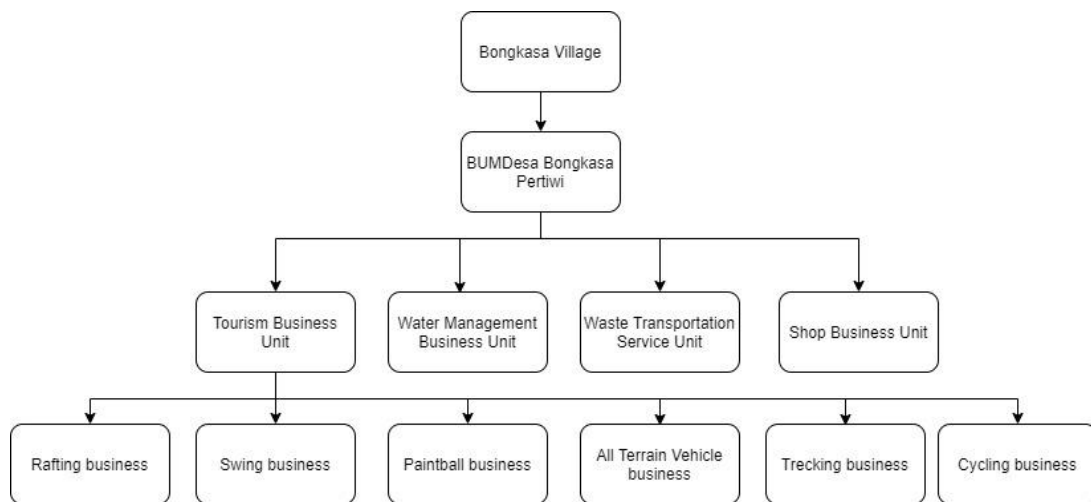 Bongkasa Village
BUMDesa Bongkasa
Pertiwi
Tourism Business
Unit
Water Management
Business Unit
Waste Transportation
Service Unit
Shop Business Unit
Rafting business
Swing business
Paintball business
All Terrain Vehicle
business
Trecking business
Cycling business